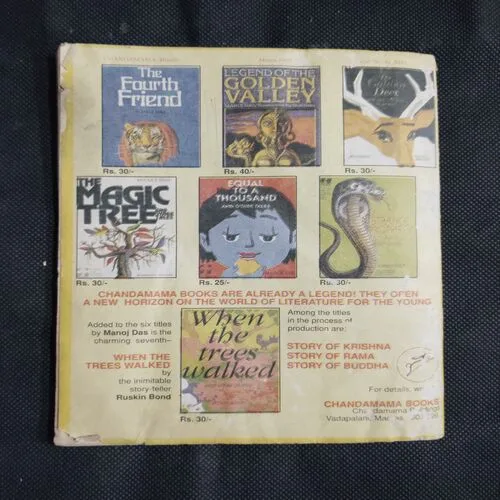 The
Fourth
Friend
Rs. 30/-
LEGEND OF THE
GOLDEN
VALLEY
Rs. 40/-
The
Golden
Deer
Rs. 30/-
THE
MAGIC
TREE
Rs. 30/-
EQUAL
TO A
THOUSAND
AND OTHER TALES
Rs. 25/-
Rs. 30/-
CHANDAMAMA BOOKS ARE ALREADY A LEGEND! THEY OPEN
A NEW HORIZON ON THE WORLD OF LITERATURE FOR THE YOUNG
Added to the six titles
by Manoj Das is the
charming seventh–
WHEN THE
TREES WALKED
by
the inimitable
story-teller
Ruskin Bond
When
the trees
walked
Rs. 30/-
Among the titles
in the process of
production are:
STORY OF KRISHNA
STORY OF RAMA
STORY OF BUDDHA
For details,
CHANDAMAMA BOOKS
Chandamama
Vadapalani,